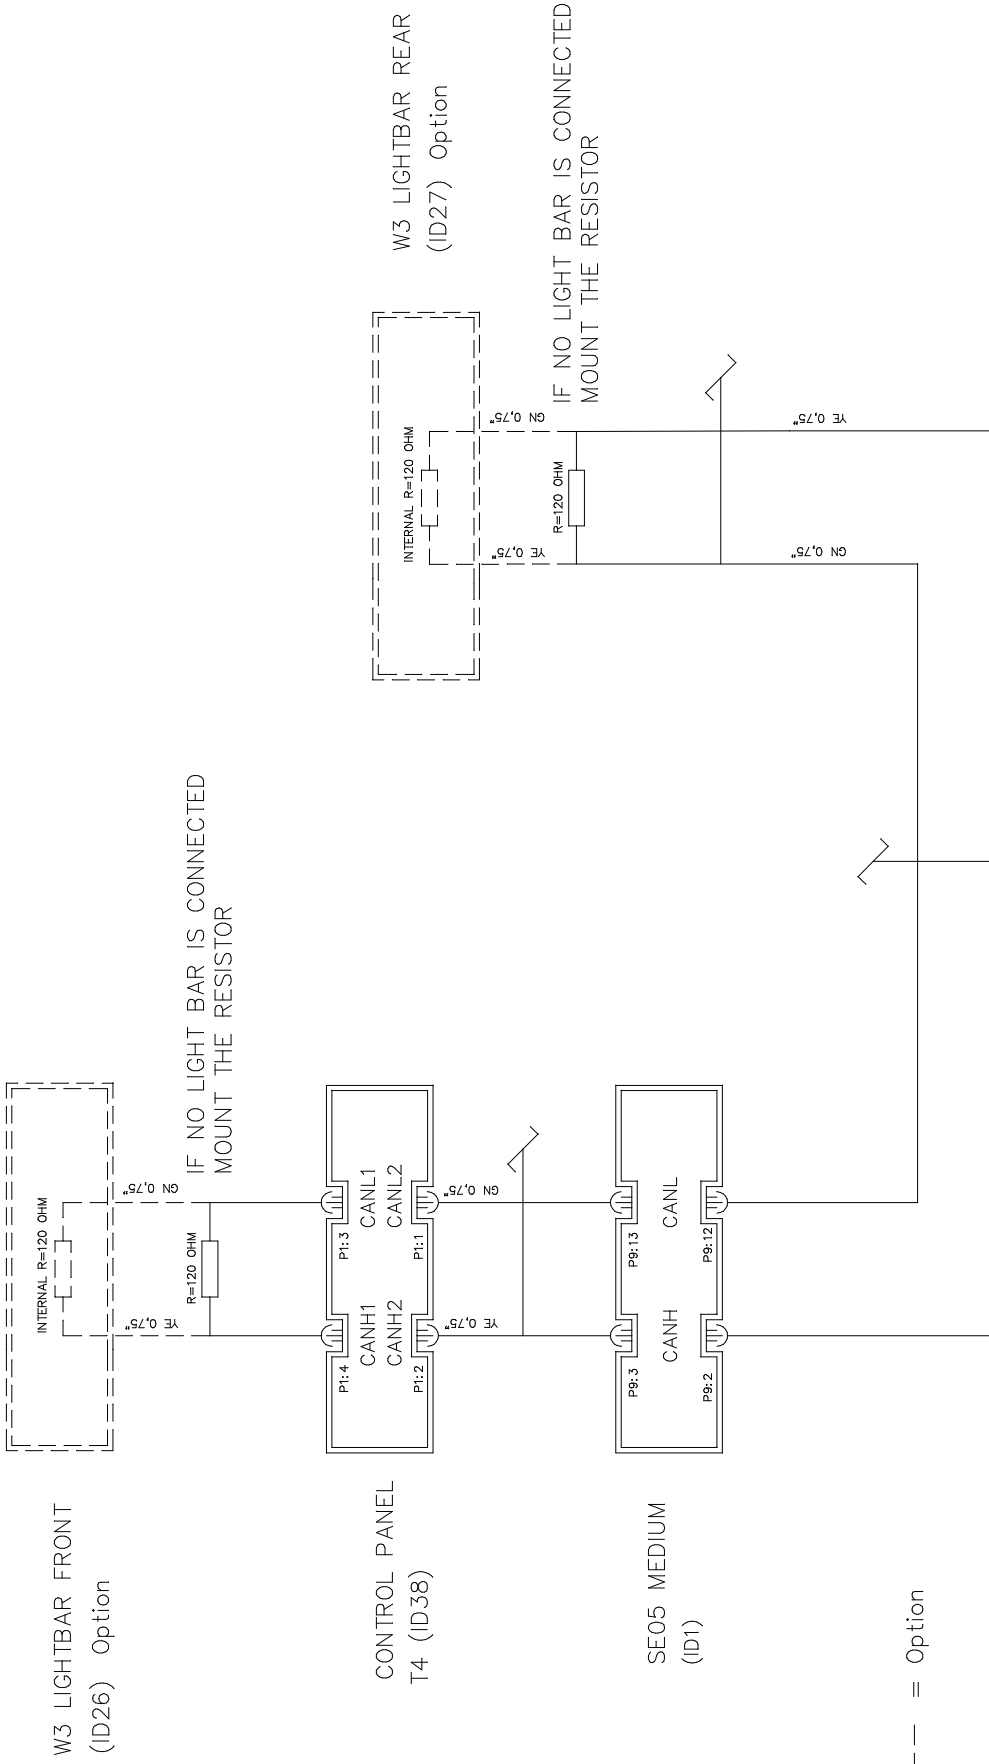 W3 LIGHTBAR FRONT
(ID26) Option
INTERNAL R=120 OHM
YE 0,75"
GN 0,75"
R=120 OHM
IF NO LIGHT BAR IS CONNECTED
MOUNT THE RESISTOR
CONTROL PANEL
T4 (ID38)
P1:4
P1:3
CANH1
CANL1
CANH2
CANL2
P1:2
P1:1
YE 0,75"
GN 0,75"
SE05 MEDIUM
(ID1)
P9:3
P9:13
CANH
CANL
P9:2
P9:12
W3 LIGHTBAR REAR
(ID27) Option
INTERNAL R=120 OHM
YE 0,75"
GN 0,75"
R=120 OHM
IF NO LIGHT BAR IS CONNECTED
MOUNT THE RESISTOR
GN 0,75"
YE 0,75"
= Option